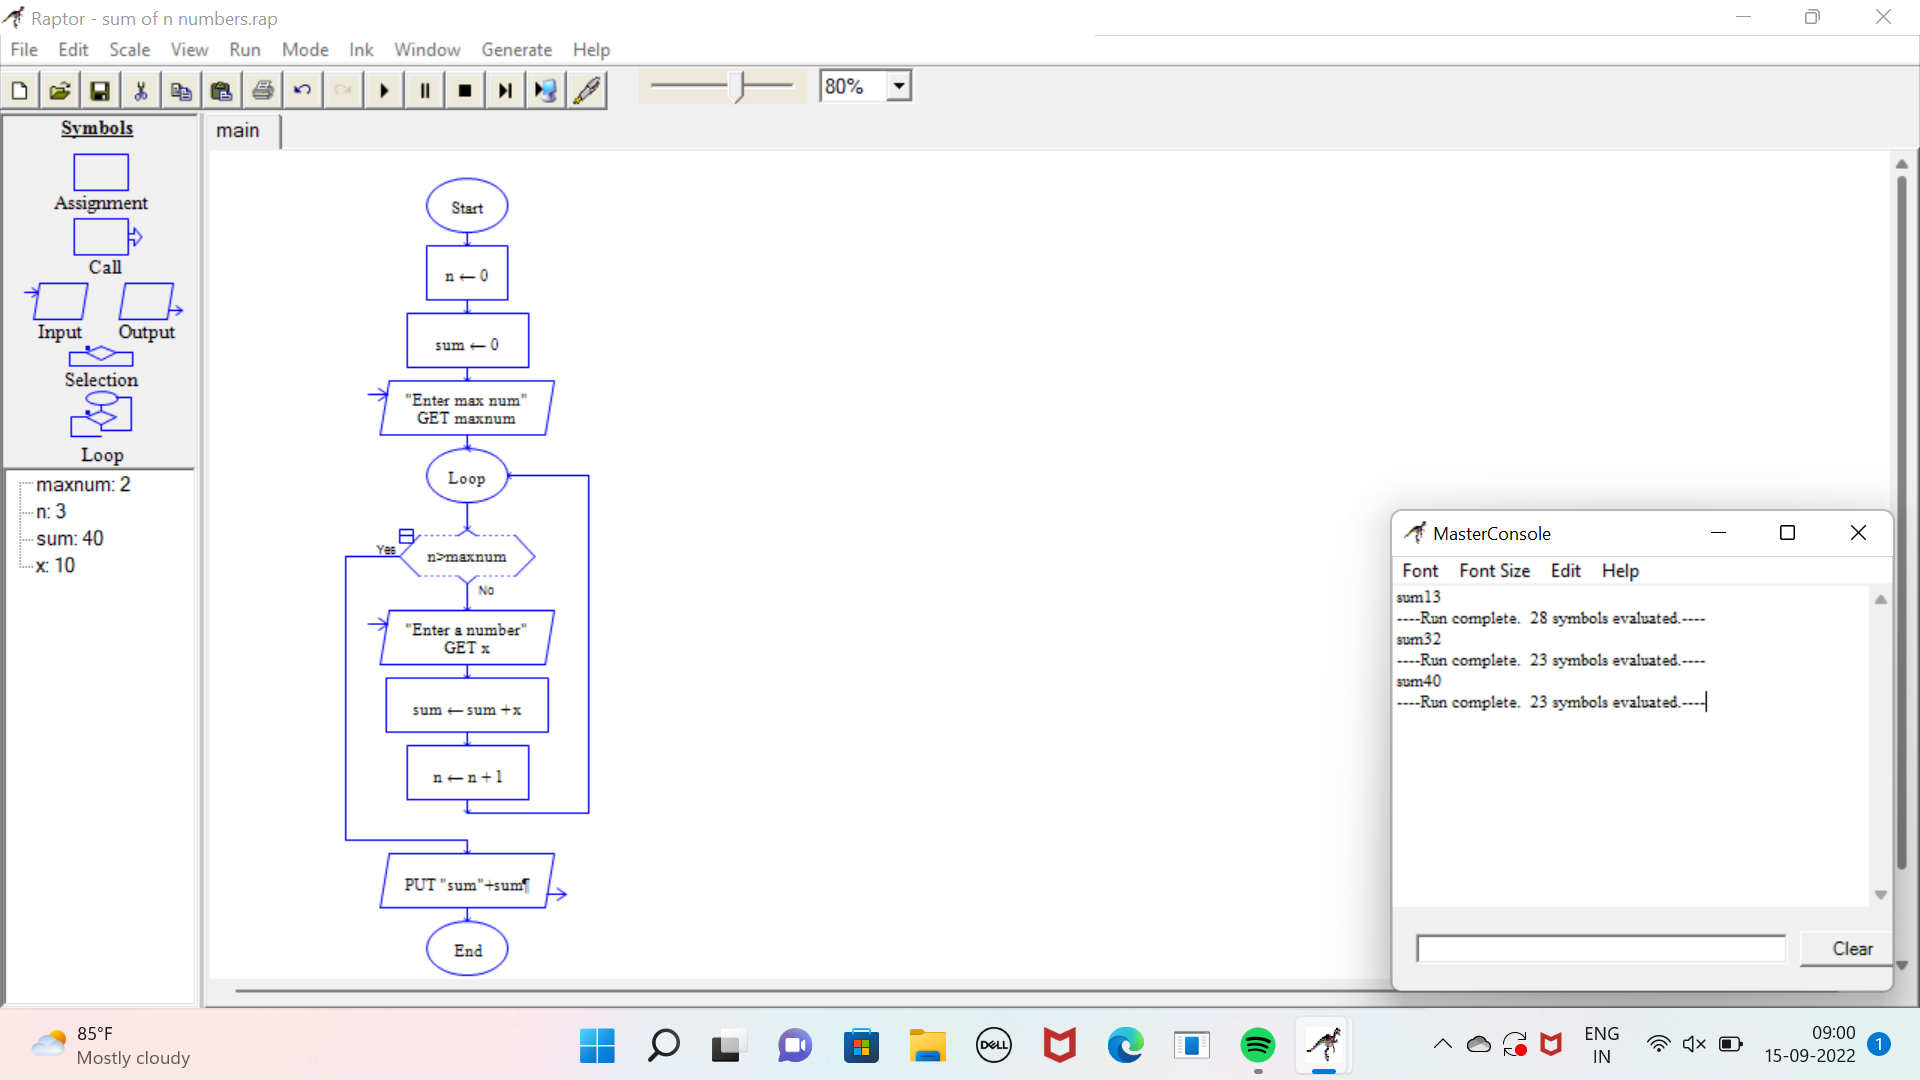 Raptor - sum of n numbers.rap
File Edit Scale View Run Mode Ink Window Generate Help
80%
Symbols
Assignment
Call
Input Output
Selection
Loop
maxnum: 2
n: 3
sum: 40
x: 10
main
Start
n ← 0
sum ← 0
"Enter max num"
GET maxnum
Loop
Yes
n>maxnum
No
"Enter a number"
GET x
sum ← sum +x
n ← n + 1
PUT "sum"+sum¶
End
MasterConsole
Font Font Size Edit Help
sum13
----Run complete. 28 symbols evaluated.----
sum32
----Run complete. 23 symbols evaluated.----
sum40
----Run complete. 23 symbols evaluated.----
Clear
85°F
Mostly cloudy
DELL
ENG
IN
09:00
15-09-2022
1